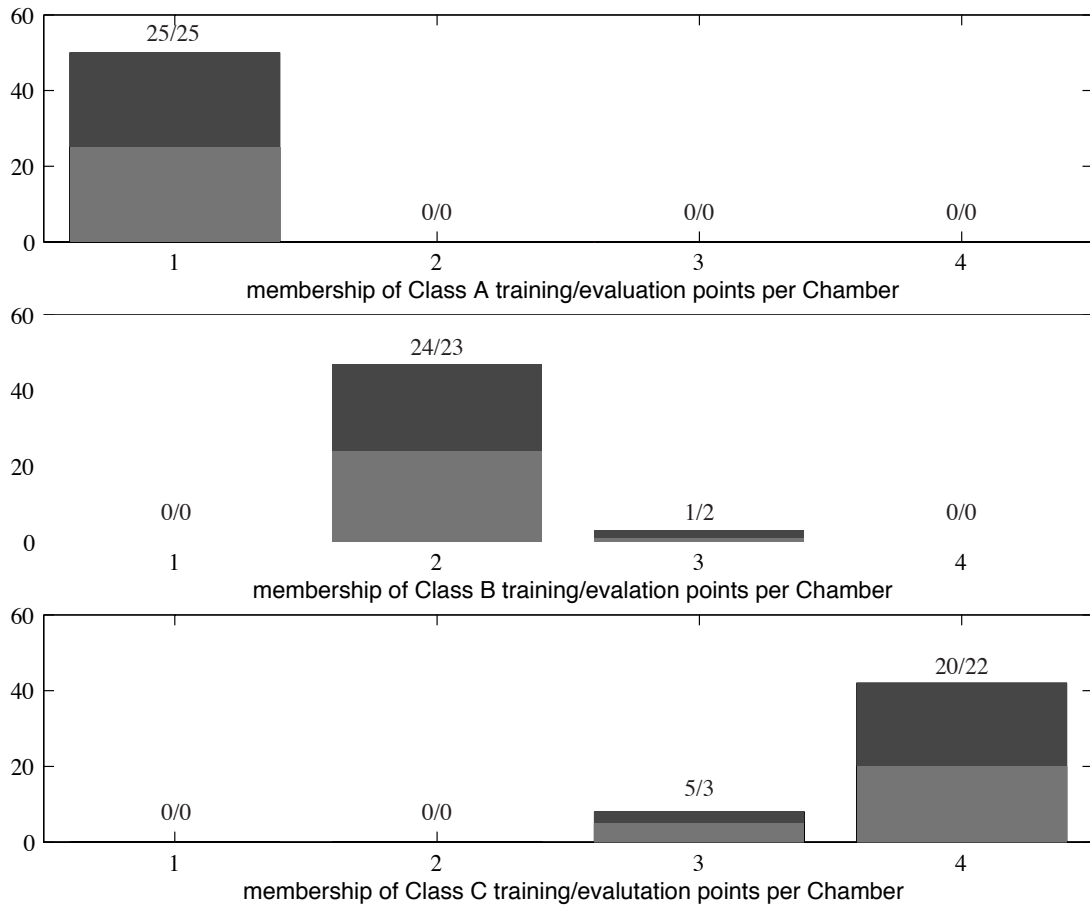 60
25/25
40
20
0/0 0/0 0/0
0
1 2 3 4
membership of Class A training/evaluation points per Chamber
60
24/23
40
20
0/0 1/2 0/0
0
1 2 3 4
membership of Class B training/evalation points per Chamber
60
20/22
40
20
5/3
0/0 0/0
0
1 2 3 4
membership of Class C training/evalutation points per Chamber